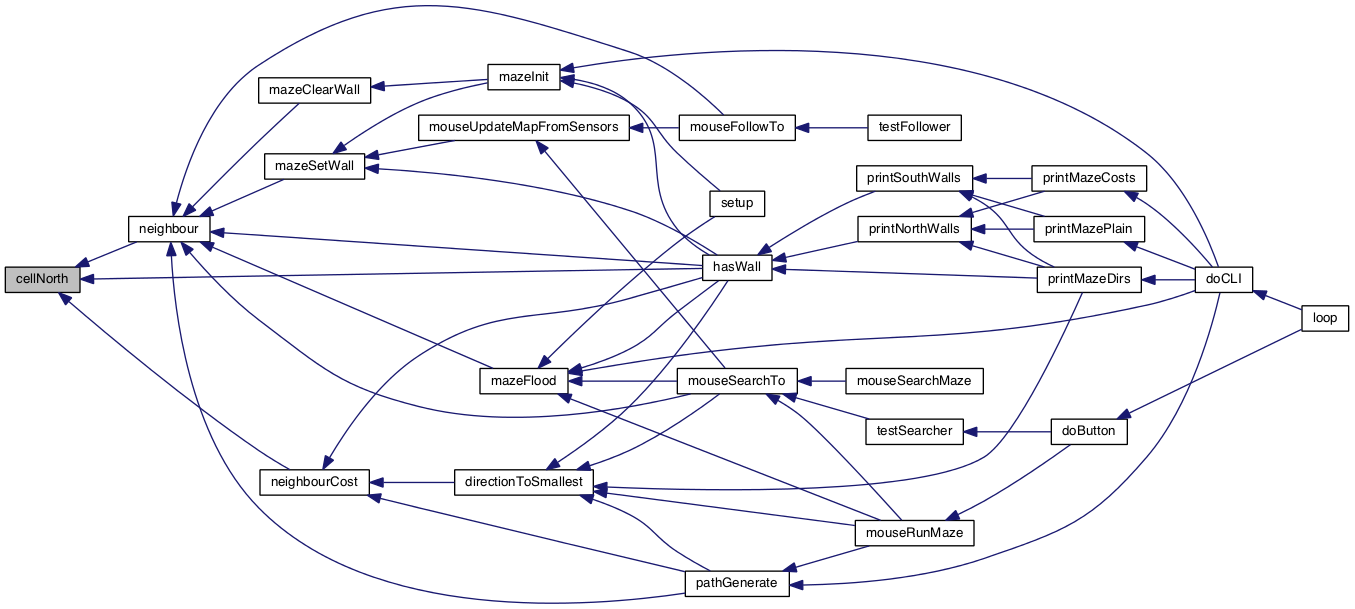 mazeInit
mazeClearWall
mouseUpdateMapFromSensors
mouseFollowTo
testFollower
mazeSetWall
printSouthWalls
printMazeCosts
setup
neighbour
printNorthWalls
printMazePlain
hasWall
cellNorth
printMazeDirs
doCLI
loop
mazeFlood
mouseSearchTo
mouseSearchMaze
testSearcher
doButton
neighbourCost
directionToSmallest
mouseRunMaze
pathGenerate